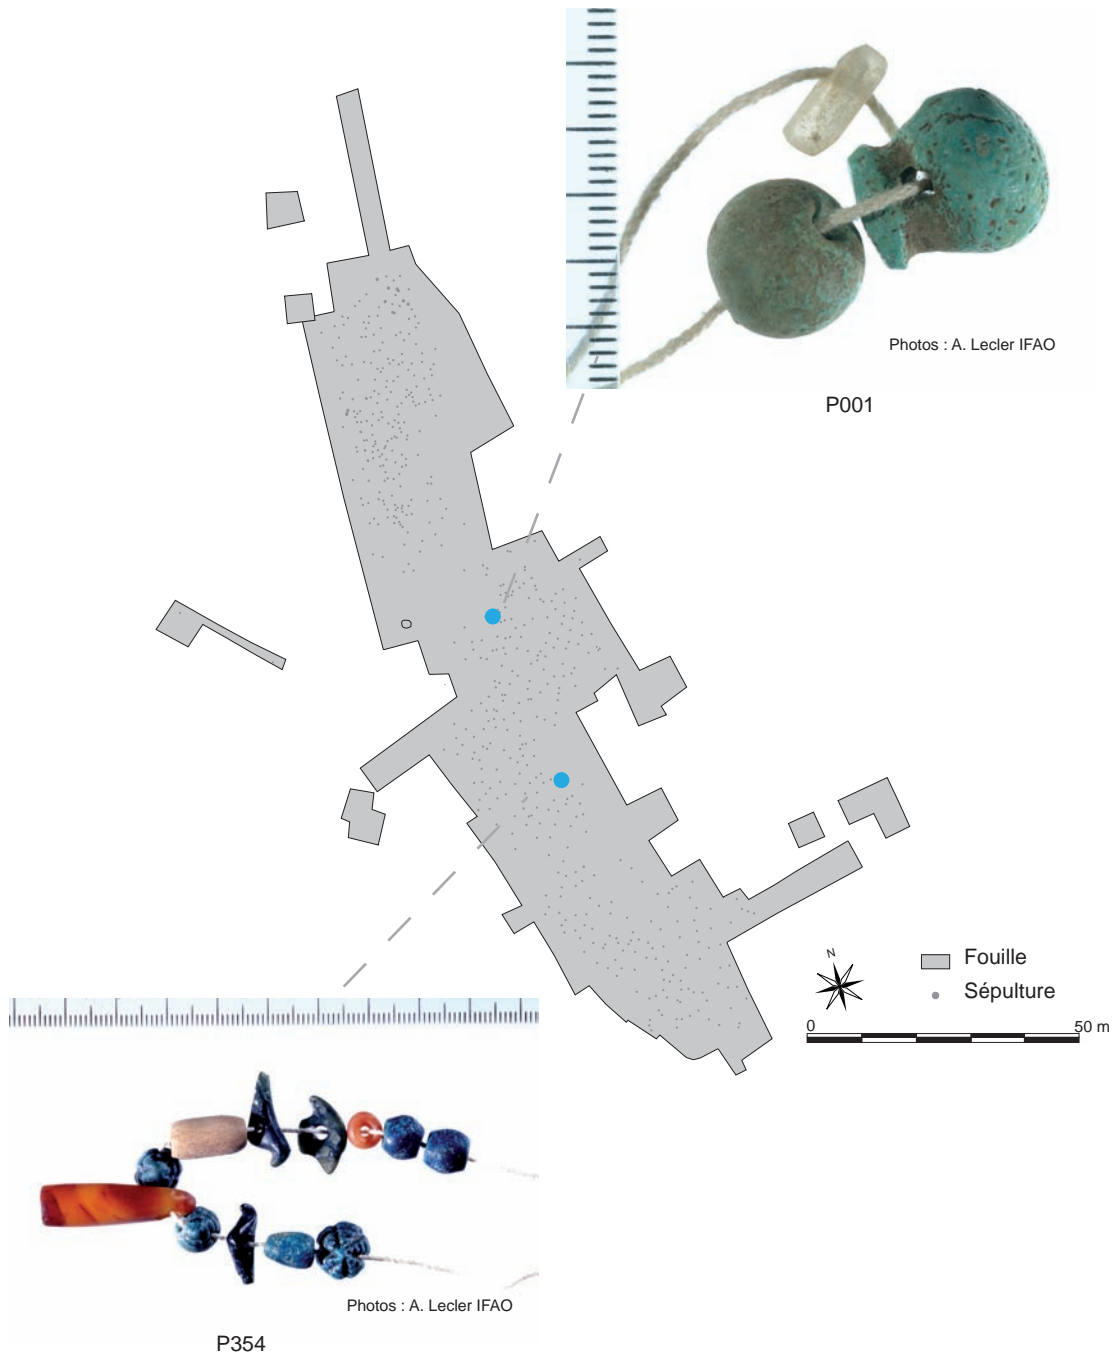 Photos : A. Lecler IFAO
P001
N
Fouille
Sépulture
0 50 m
Photos : A. Lecler IFAO
P354